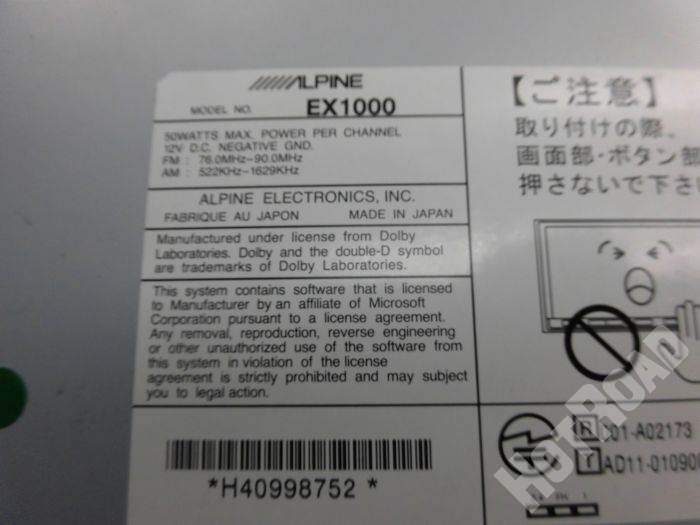 ALPINE
MODEL NO. EX1000
50WATTS MAX. POWER PER CHANNEL
12V D.C. NEGATIVE GND.
FM : 76.0MHz-90.0MHz
AM : 522KHz-1629KHz
ALPINE ELECTRONICS, INC.
FABRIQUE AU JAPON MADE IN JAPAN
Manufactured under license from Dolby
Laboratories. Dolby and the double-D symbol
are trademarks of Dolby Laboratories.
This system contains software that is licensed
to Manufacturer by an affiliate of Microsoft
Corporation pursuant to a license agreement.
Any removal, reproduction, reverse engineering
or other unauthorized use of the software from
this system in violation of the license
agreement is strictly prohibited and may subject
you to legal action.
*H40998752*
【ご注意】
取り付けの際、
画面部・ボタン部
押さないで下さい
R 001-A02173
T AD11-010900
HOTROAD